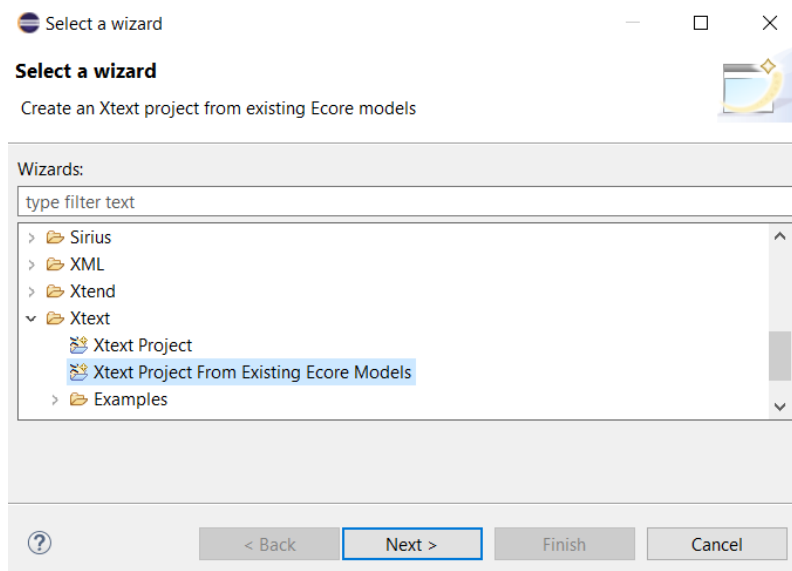 Select a wizard
Select a wizard
Create an Xtext project from existing Ecore models
Wizards:
type filter text
Sirius
XML
Xtend
Xtext
Xtext Project
Xtext Project From Existing Ecore Models
Examples
?
< Back Next > Finish Cancel